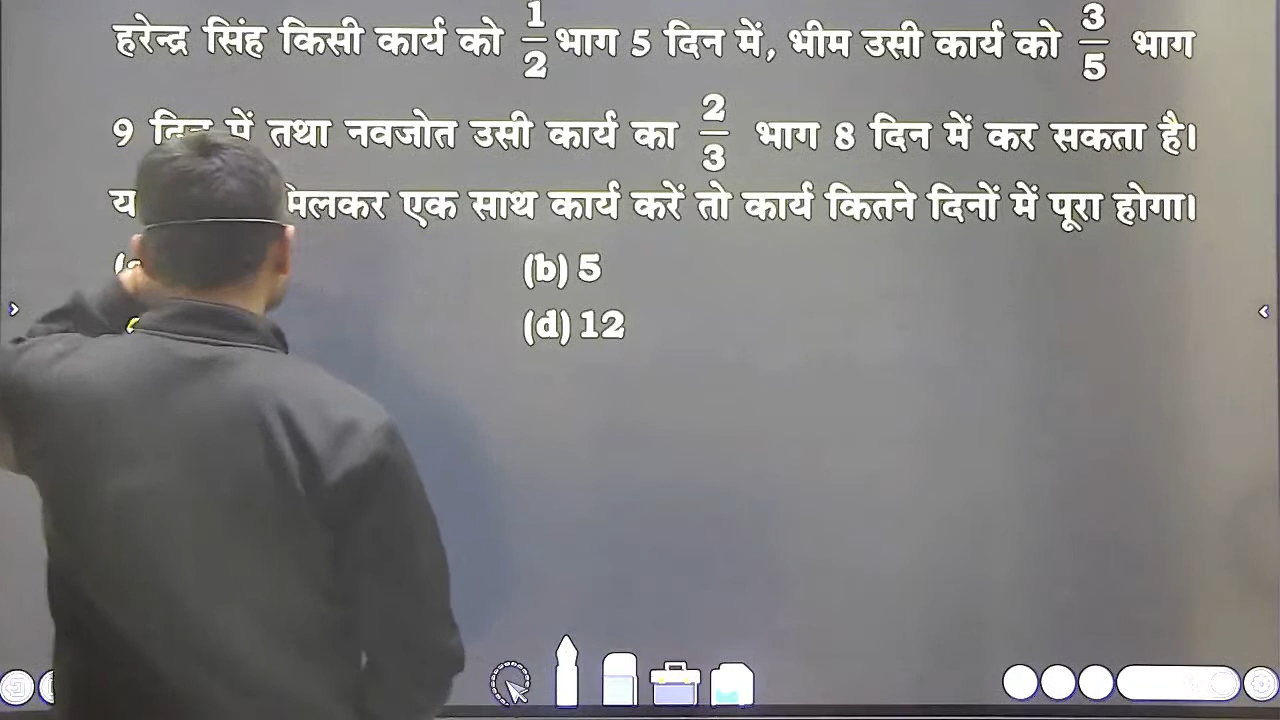 हरेन्द्र सिंह किसी कार्य को 1/2 भाग 5 दिन में, भीम उसी कार्य को 3/5 भाग
9 दिन में तथा नवजोत उसी कार्य का 2/3 भाग 8 दिन में कर सकता है।
मिलकर एक साथ कार्य करें तो कार्य कितने दिनों में पूरा होगा।
(b) 5
(d) 12